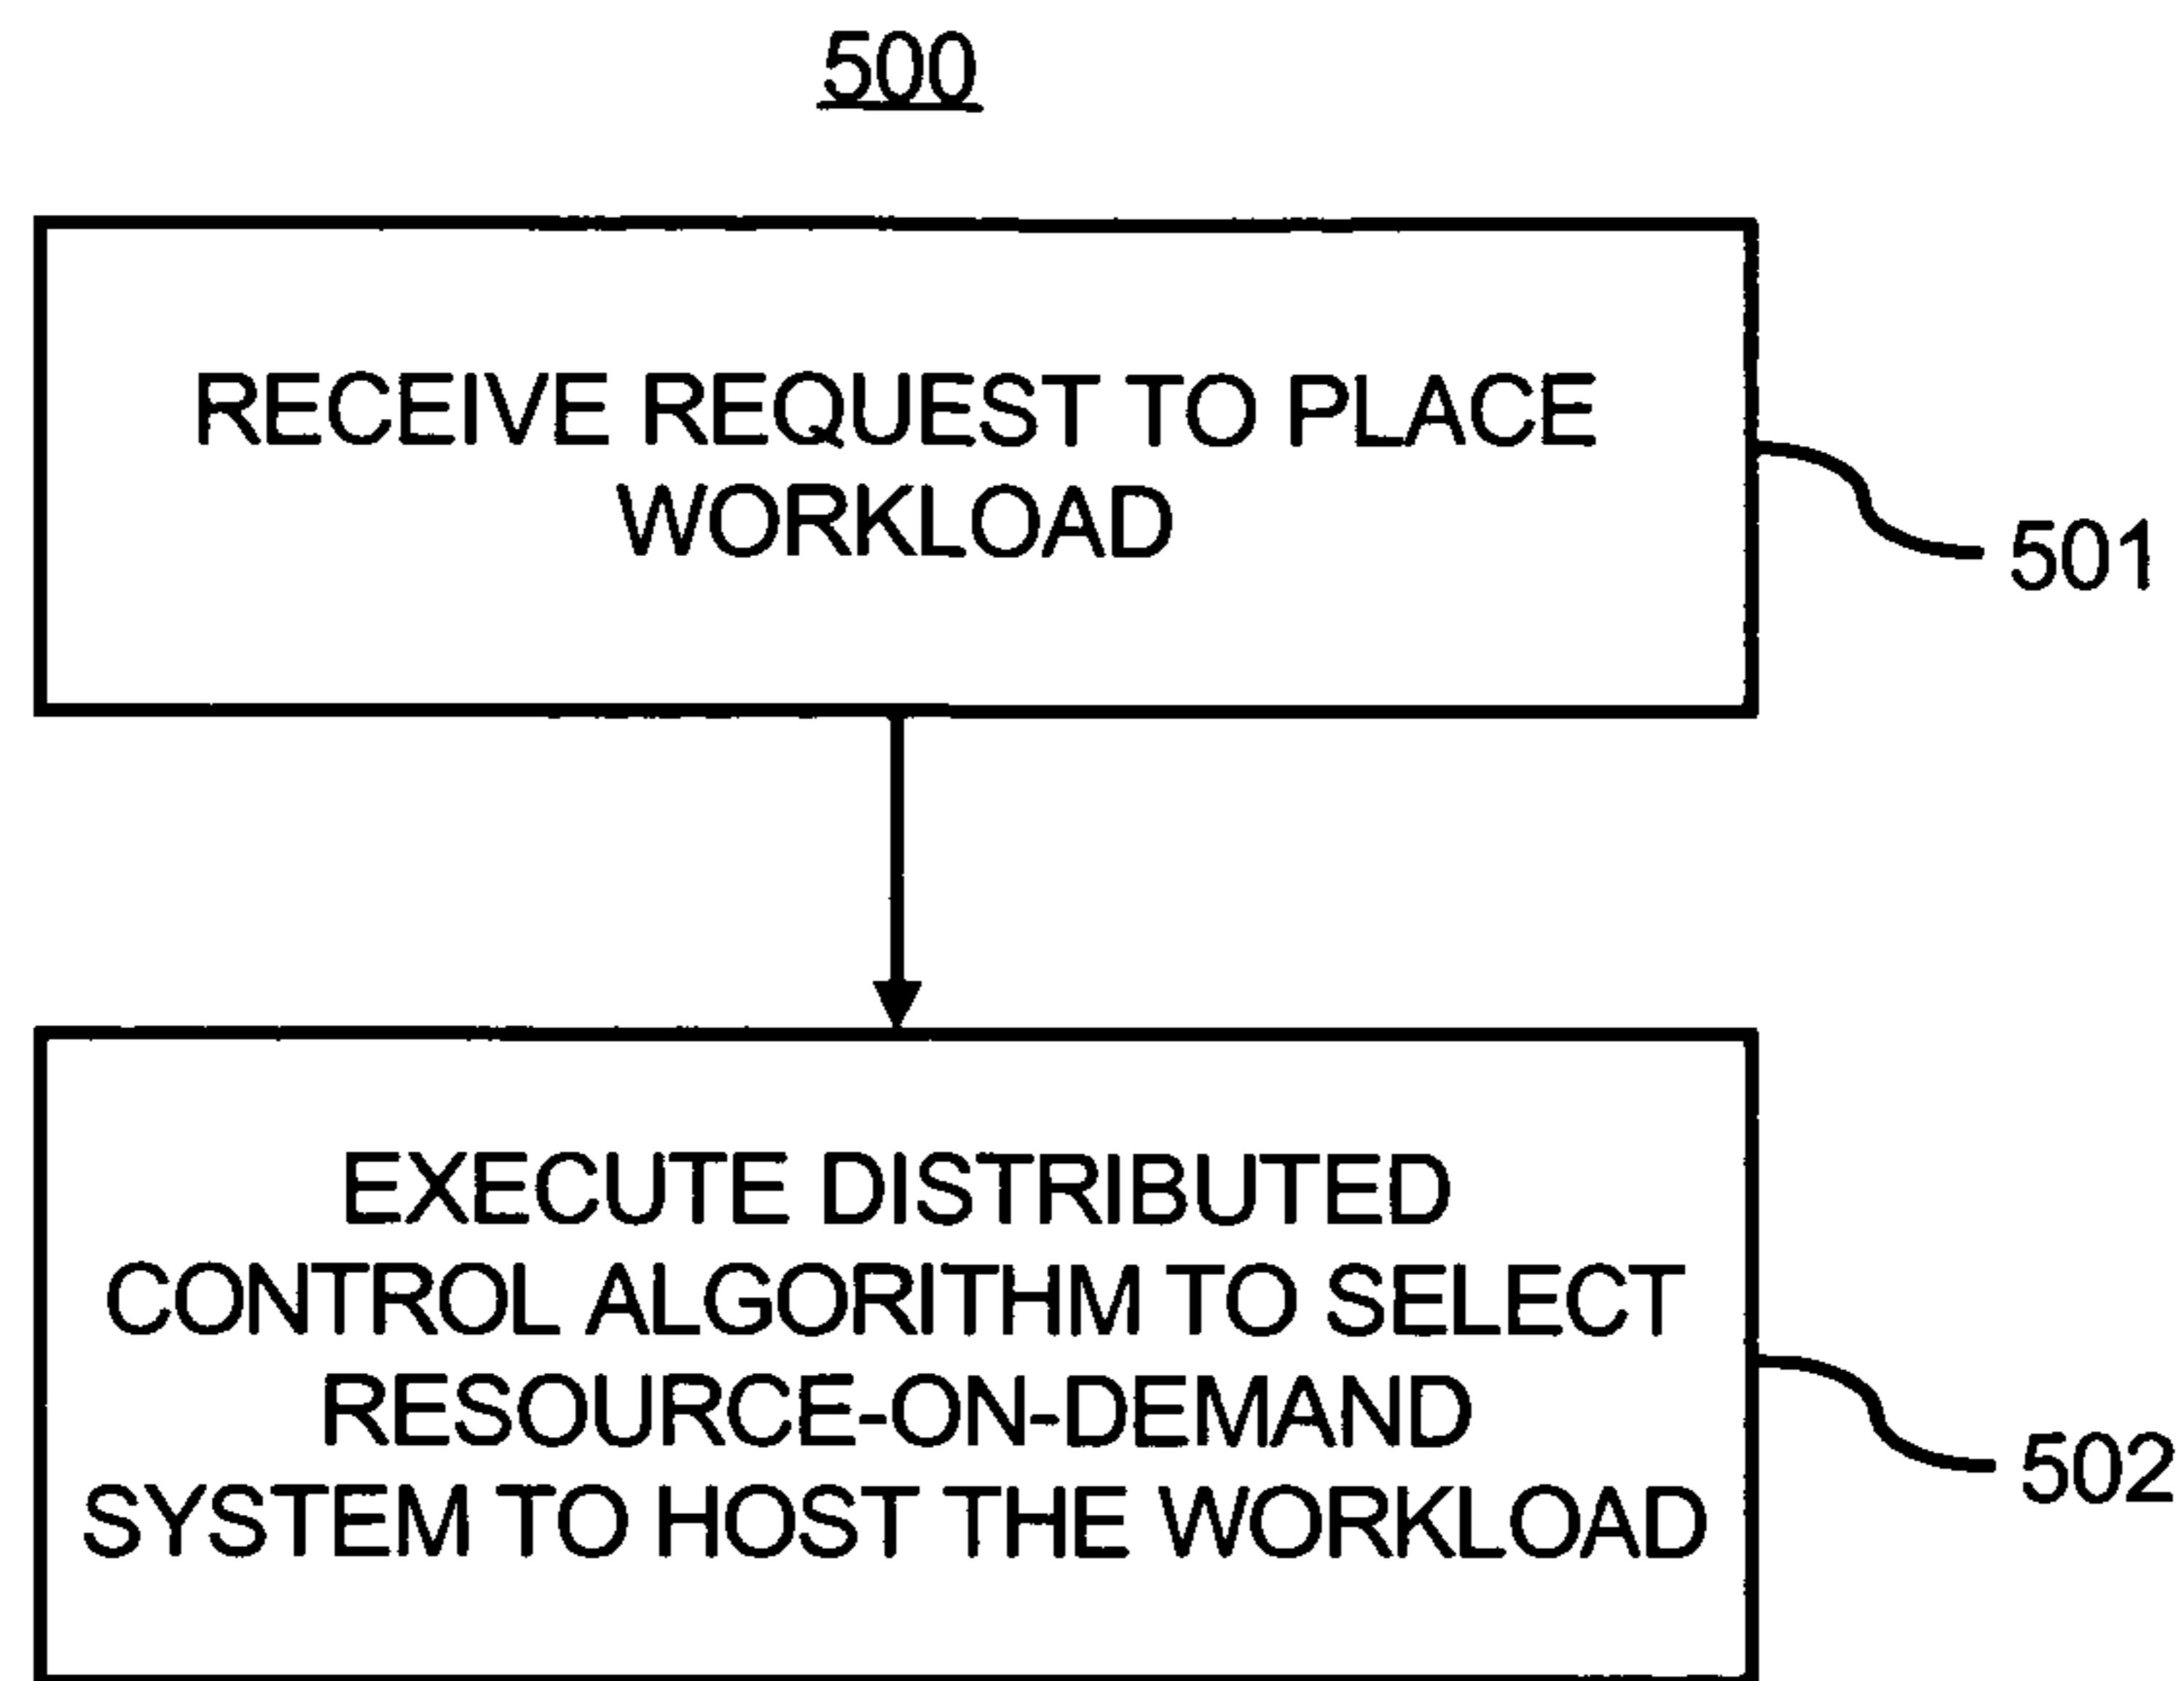 500
RECEIVE REQUEST TO PLACE
WORKLOAD
501
EXECUTE DISTRIBUTED
CONTROL ALGORITHM TO SELECT
RESOURCE-ON-DEMAND
SYSTEM TO HOST THE WORKLOAD
502